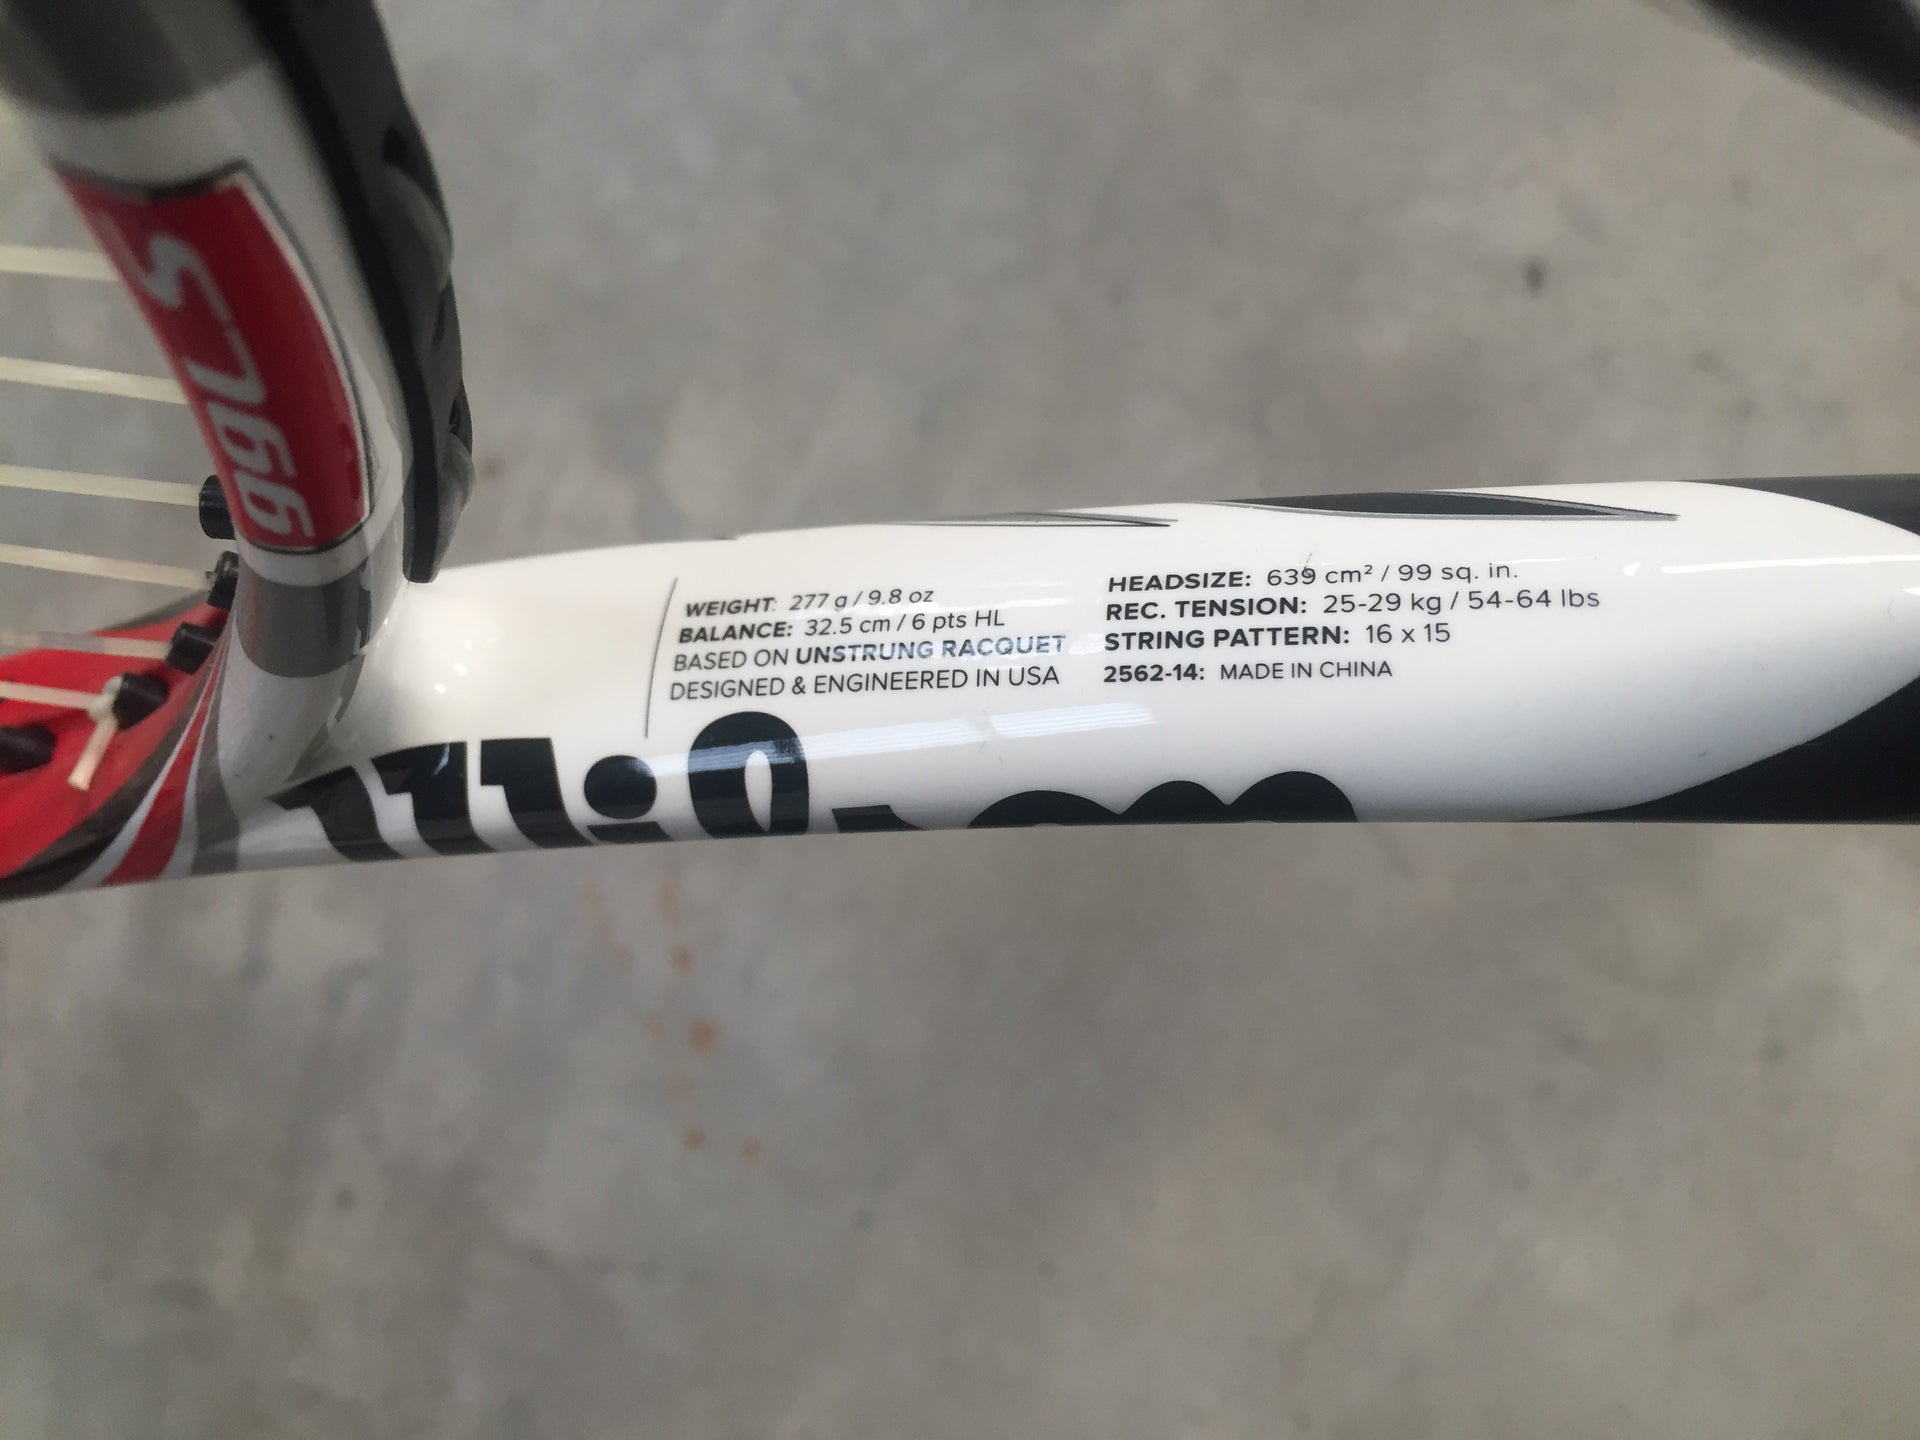 99LS
WEIGHT: 277 g / 9.8 oz
BALANCE: 32.5 cm / 6 pts HL
BASED ON UNSTRUNG RACQUET
DESIGNED & ENGINEERED IN USA
HEADSIZE: 639 cm² / 99 sq. in.
REC. TENSION: 25-29 kg / 54-64 lbs
STRING PATTERN: 16 x 15
2562-14: MADE IN CHINA
Wilson